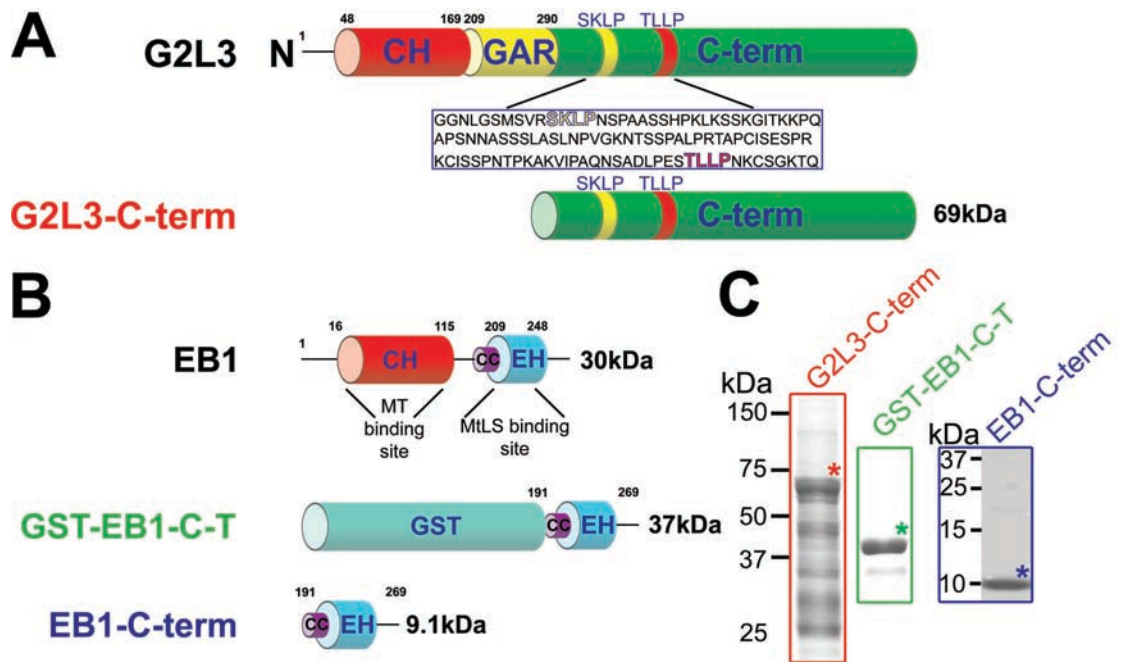 A
48 169 209 290 SKLP TLLP
G2L3 N 1 CH GAR C-term
GGNLGSMSVRSKLPNSPAASSHPKLKSSKGITKKPQ
APSNNASSSLASLNPVGKNTSSPALPRTAPCISESPR
KCISSPNTPKAKVIPAQNSADLPESTLLPNKCSGKTQ
SKLP TLLP
G2L3-C-term C-term 69kDa
B
16 115 209 248
EB1 1 CH CC EH 30kDa
MT
binding
site
MtLS binding
site
191 269
GST-EB1-C-T GST CC EH 37kDa
191 269
EB1-C-term CC EH 9.1kDa
C
G2L3-C-term
GST-EB1-C-T
EB1-C-term
kDa
150
75 *
50
37
25
*
kDa
37
25
15
10 *